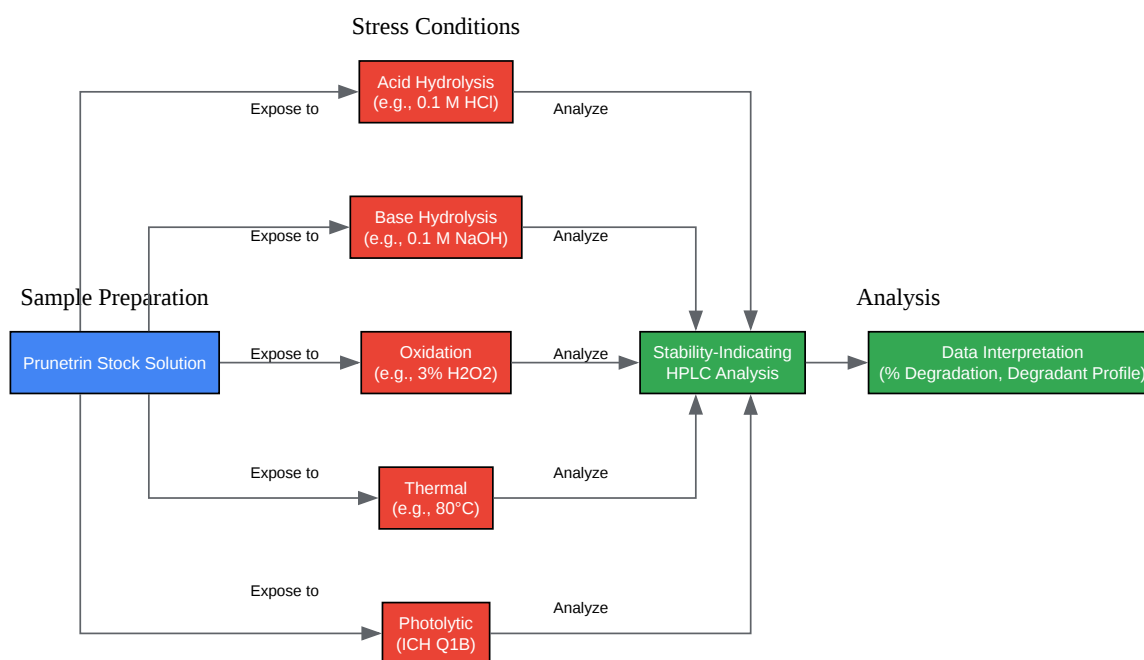 Stress Conditions
Acid Hydrolysis
(e.g., 0.1 M HCl)
Expose to
Analyze
Base Hydrolysis
(e.g., 0.1 M NaOH)
Expose to
Analyze
Sample Preparation
Analysis
Prunetrin Stock Solution
Expose to
Oxidation
(e.g., 3% H2O2)
Analyze
Stability-Indicating
HPLC Analysis
Data Interpretation
(% Degradation, Degradant Profile)
Expose to
Thermal
(e.g., 80°C)
Analyze
Expose to
Photolytic
(ICH Q1B)
Analyze